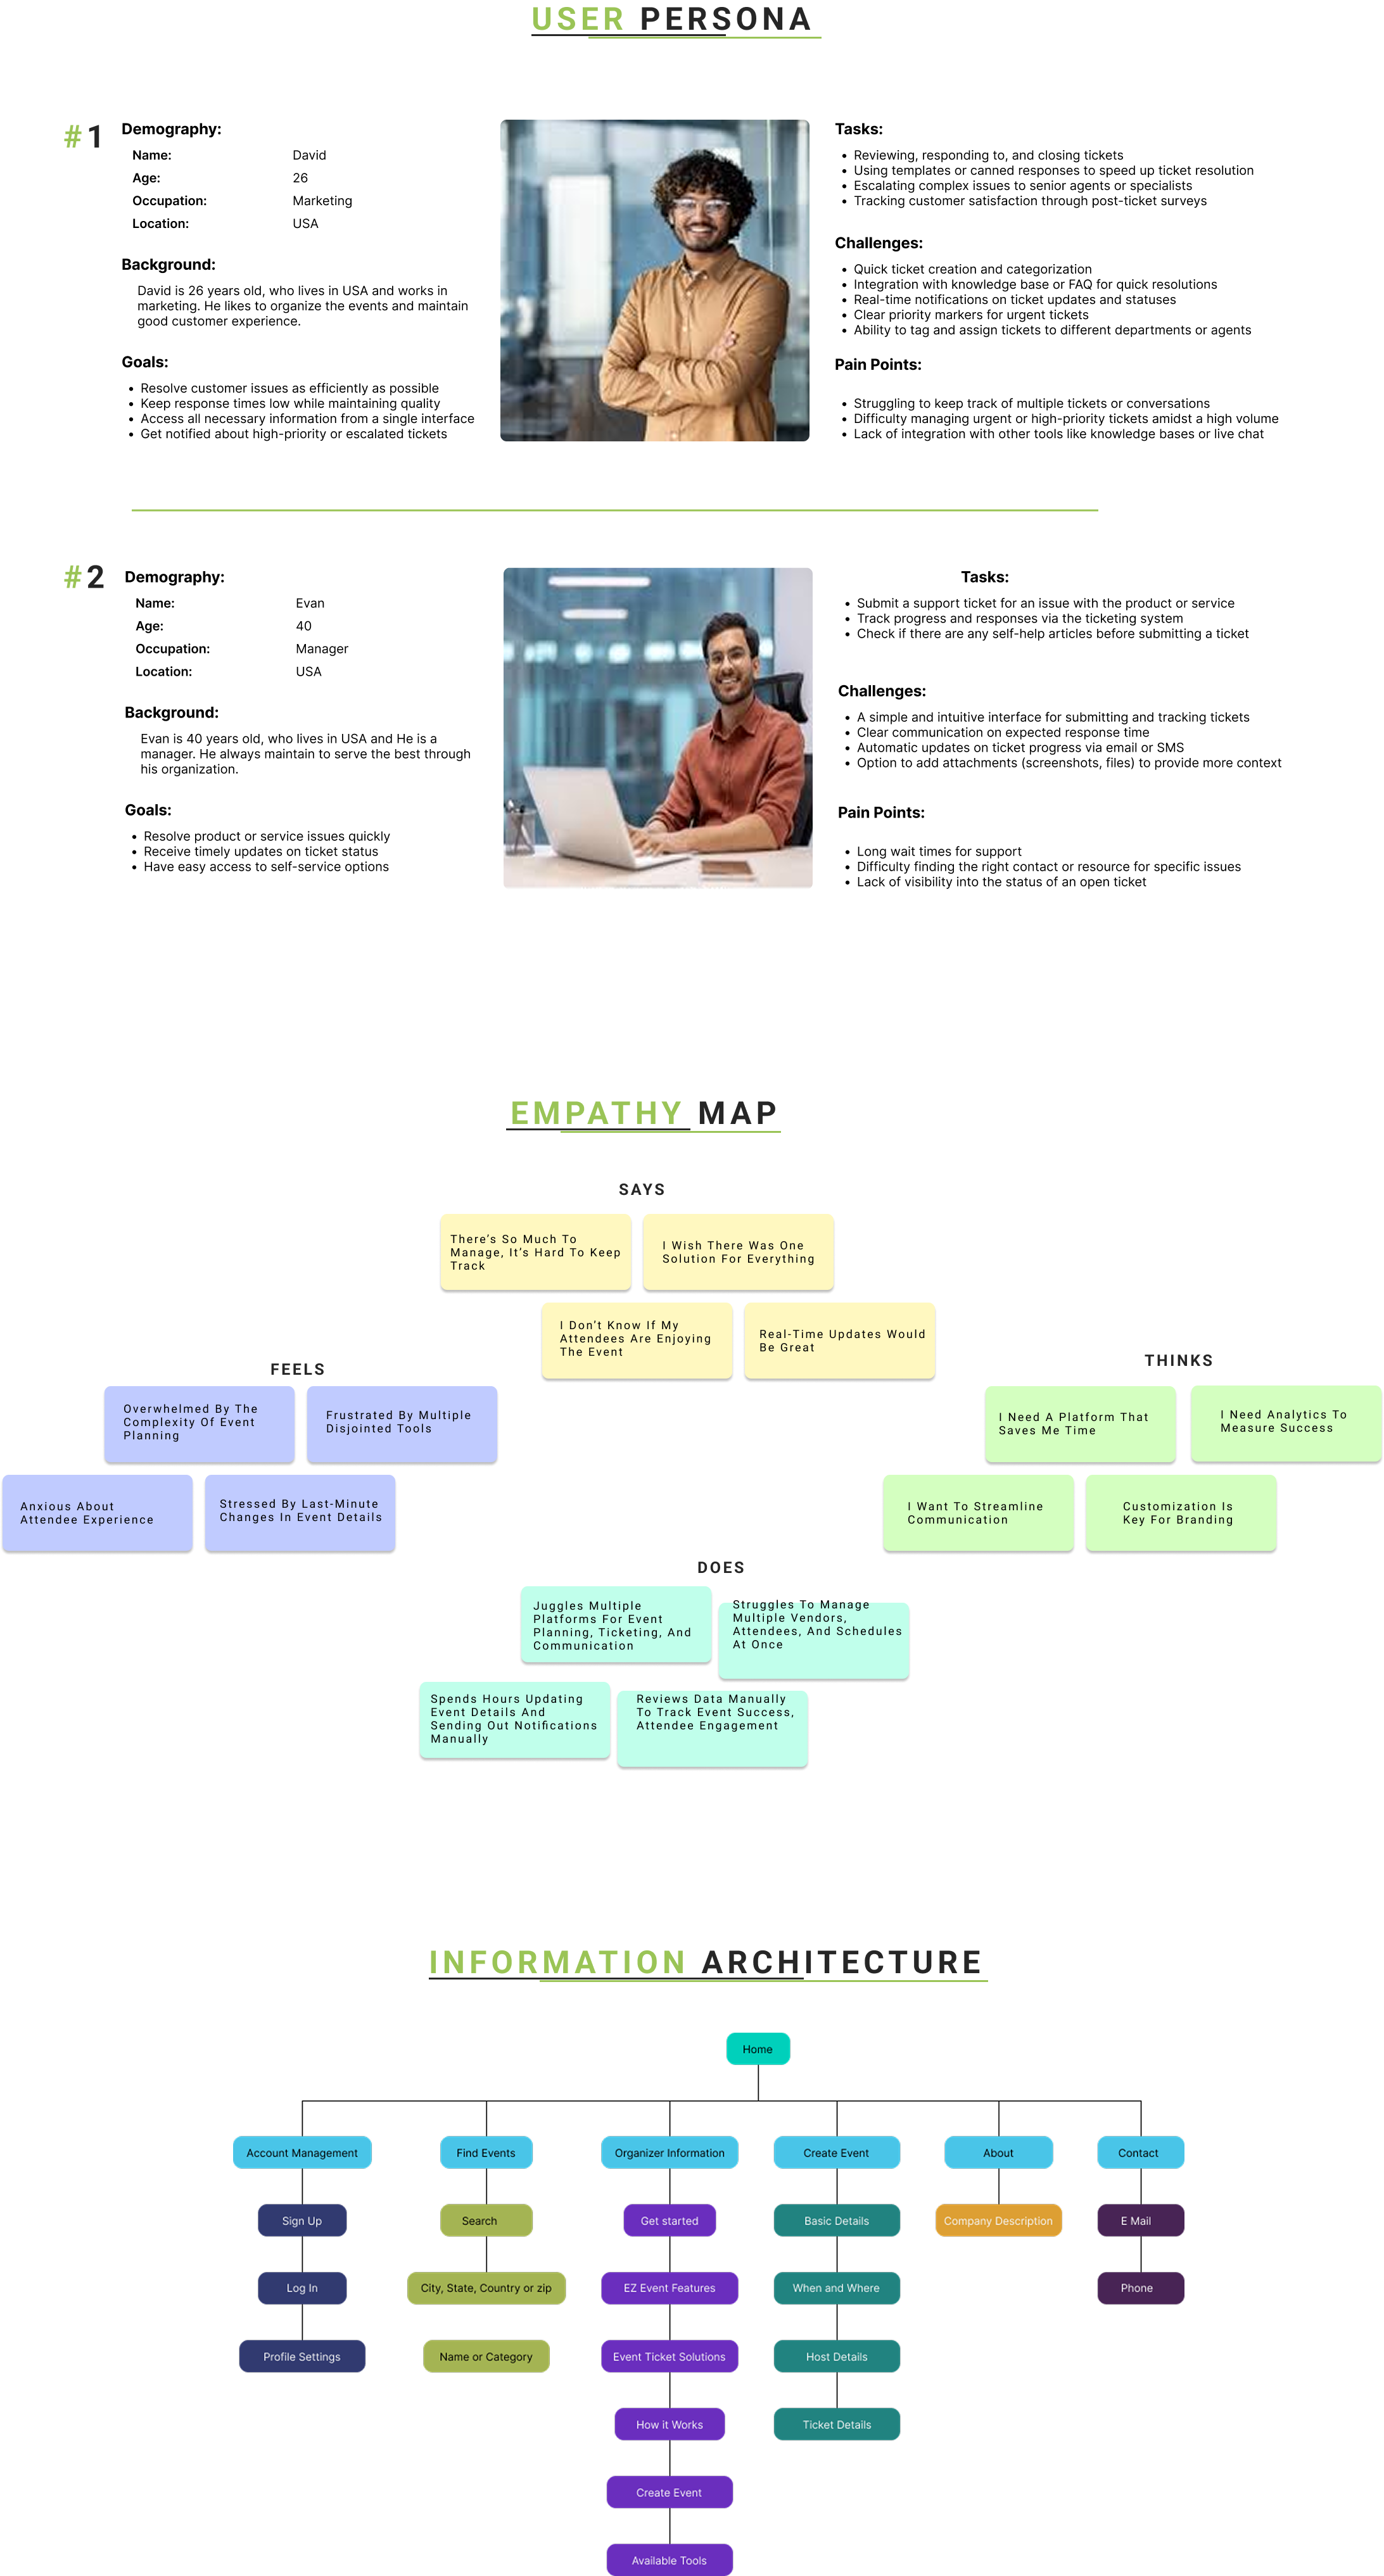 USER PERSONA
#1
Demography:
Name: David
Age: 26
Occupation: Marketing
Location: USA
Background:
David is 26 years old, who lives in USA and works in
marketing. He likes to organize the events and maintain
good customer experience.
Goals:
• Resolve customer issues as efficiently as possible
• Keep response times low while maintaining quality
• Access all necessary information from a single interface
• Get notified about high-priority or escalated tickets
Tasks:
• Reviewing, responding to, and closing tickets
• Using templates or canned responses to speed up ticket resolution
• Escalating complex issues to senior agents or specialists
• Tracking customer satisfaction through post-ticket surveys
Challenges:
• Quick ticket creation and categorization
• Integration with knowledge base or FAQ for quick resolutions
• Real-time notifications on ticket updates and statuses
• Clear priority markers for urgent tickets
• Ability to tag and assign tickets to different departments or agents
Pain Points:
• Struggling to keep track of multiple tickets or conversations
• Difficulty managing urgent or high-priority tickets amidst a high volume
• Lack of integration with other tools like knowledge bases or live chat
#2
Demography:
Name: Evan
Age: 40
Occupation: Manager
Location: USA
Background:
Evan is 40 years old, who lives in USA and He is a
manager. He always maintain to serve the best through
his organization.
Goals:
• Resolve product or service issues quickly
• Receive timely updates on ticket status
• Have easy access to self-service options
Tasks:
• Submit a support ticket for an issue with the product or service
• Track progress and responses via the ticketing system
• Check if there are any self-help articles before submitting a ticket
Challenges:
• A simple and intuitive interface for submitting and tracking tickets
• Clear communication on expected response time
• Automatic updates on ticket progress via email or SMS
• Option to add attachments (screenshots, files) to provide more context
Pain Points:
• Long wait times for support
• Difficulty finding the right contact or resource for specific issues
• Lack of visibility into the status of an open ticket
EMPATHY MAP
SAYS
There's So Much To
Manage, It's Hard To Keep
Track
I Wish There Was One
Solution For Everything
I Don't Know If My
Attendees Are Enjoying
The Event
Real-Time Updates Would
Be Great
FEELS
Overwhelmed By The
Complexity Of Event
Planning
Frustrated By Multiple
Disjointed Tools
Anxious About
Attendee Experience
Stressed By Last-Minute
Changes In Event Details
THINKS
I Need A Platform That
Saves Me Time
I Need Analytics To
Measure Success
I Want To Streamline
Communication
Customization Is
Key For Branding
DOES
Juggles Multiple
Platforms For Event
Planning, Ticketing, And
Communication
Struggles To Manage
Multiple Vendors,
Attendees, And Schedules
At Once
Spends Hours Updating
Event Details And
Sending Out Notifications
Manually
Reviews Data Manually
To Track Event Success,
Attendee Engagement
INFORMATION ARCHITECTURE
Home
Account Management
Sign Up
Log In
Profile Settings
Find Events
Search
City, State, Country or zip
Name or Category
Organizer Information
Get started
EZ Event Features
Event Ticket Solutions
How it Works
Create Event
Available Tools
Create Event
Basic Details
When and Where
Host Details
Ticket Details
About
Company Description
Contact
E Mail
Phone